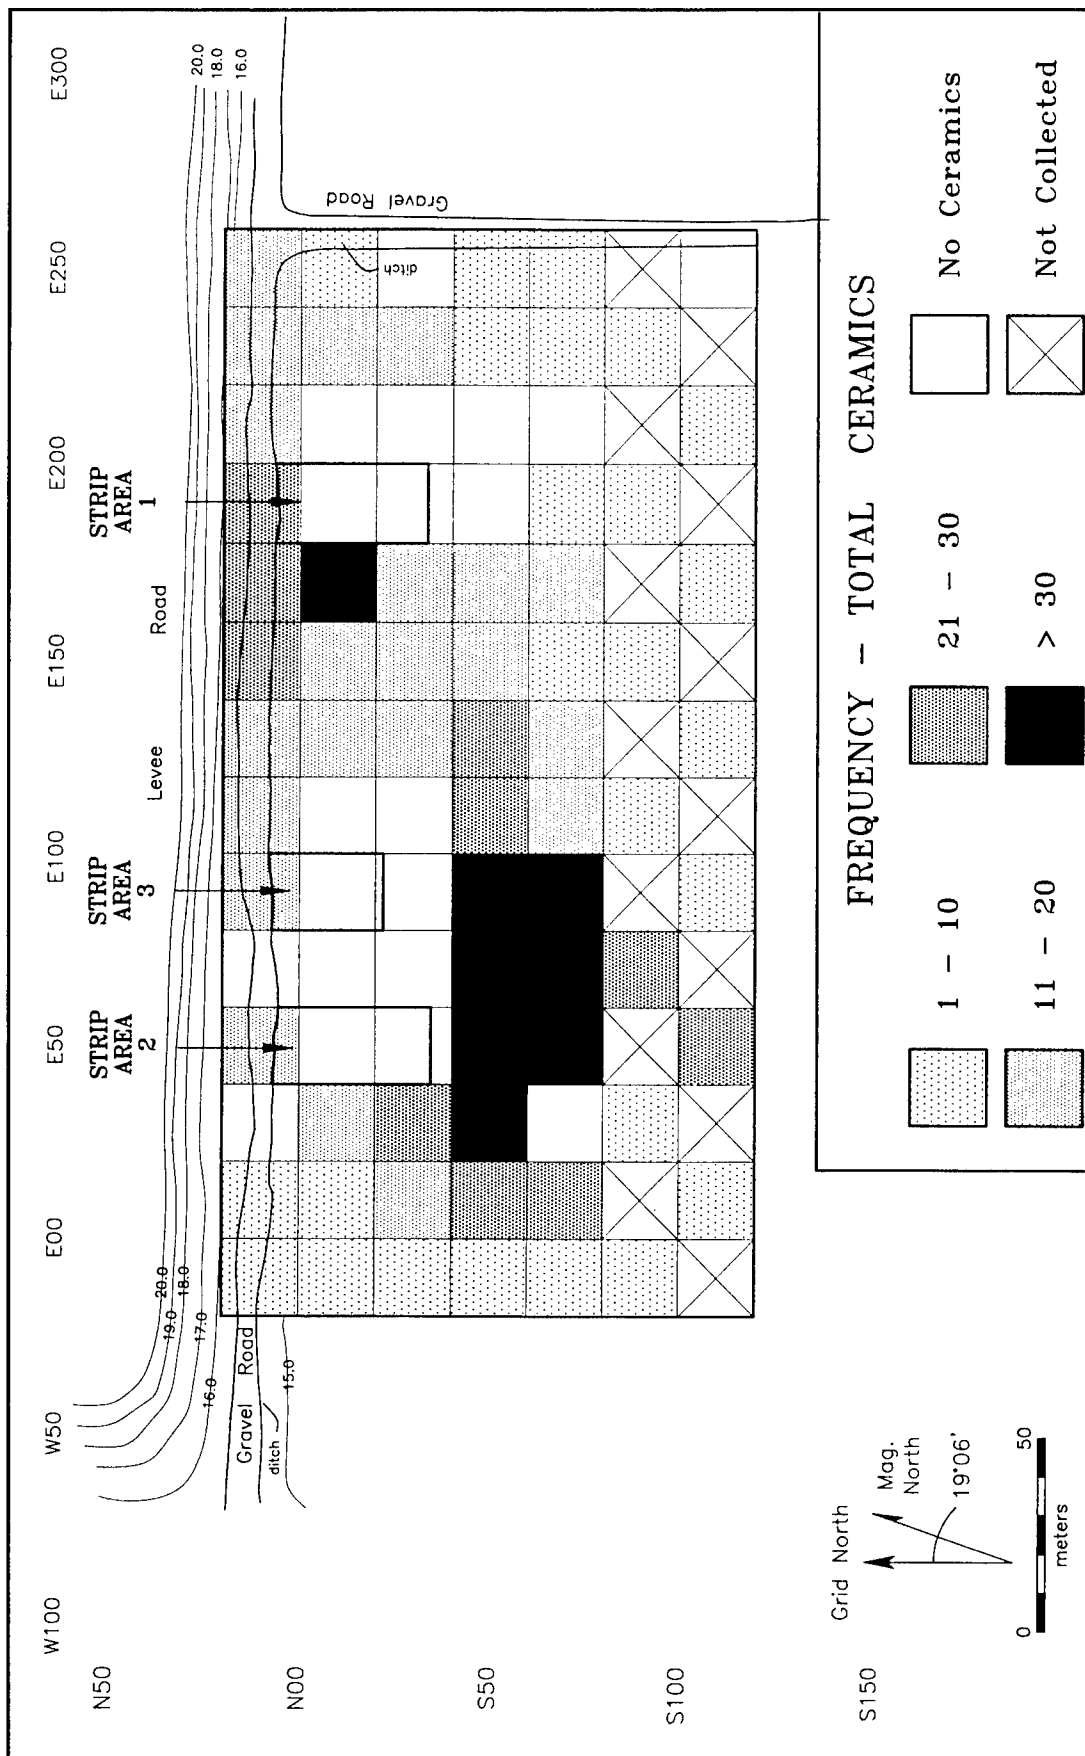 W100
W50
E00
E50
E100
E150
E200
E250
E300
N50
N00
S50
S100
S150
STRIP
AREA
2
STRIP
AREA
3
STRIP
AREA
1
Levee Road
20.0
19.0
18.0
17.0
16.0
15.0
20.0
18.0
16.0
Gravel Road
ditch
ditch
Gravel Road
Grid North
Mag.
North
19°06'
0 50
meters
FREQUENCY – TOTAL CERAMICS
1 – 10
21 – 30
No Ceramics
11 – 20
> 30
Not Collected